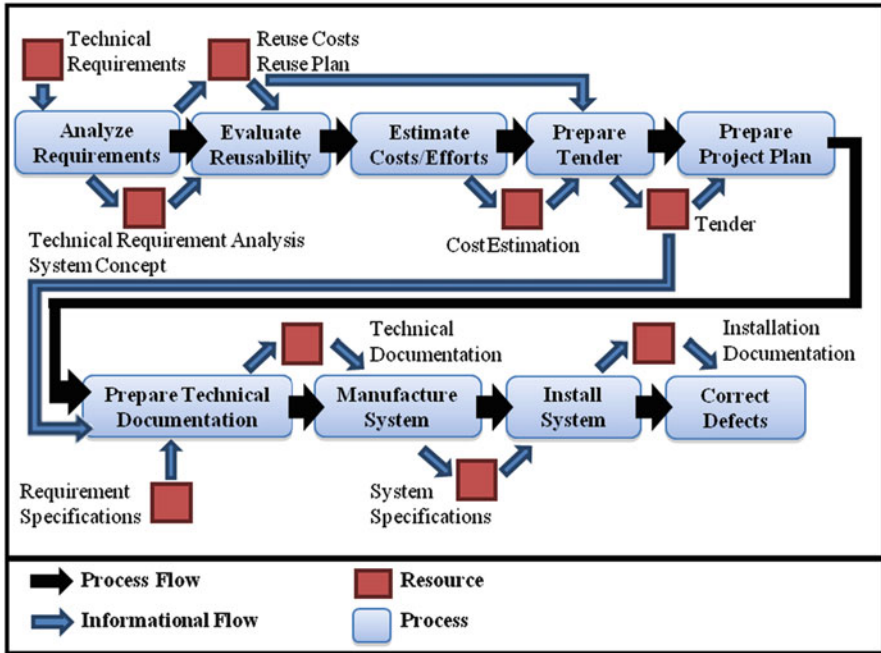 Technical
Requirements
Reuse Costs
Reuse Plan
Analyze
Requirements
Evaluate
Reusability
Estimate
Costs/Efforts
Prepare
Tender
Prepare
Project Plan
Technical Requirement Analysis
System Concept
Cost Estimation
Tender
Technical
Documentation
Installation
Documentation
Prepare Technical
Documentation
Manufacture
System
Install
System
Correct
Defects
Requirement
Specifications
System
Specifications
Process Flow
Resource
Informational Flow
Process